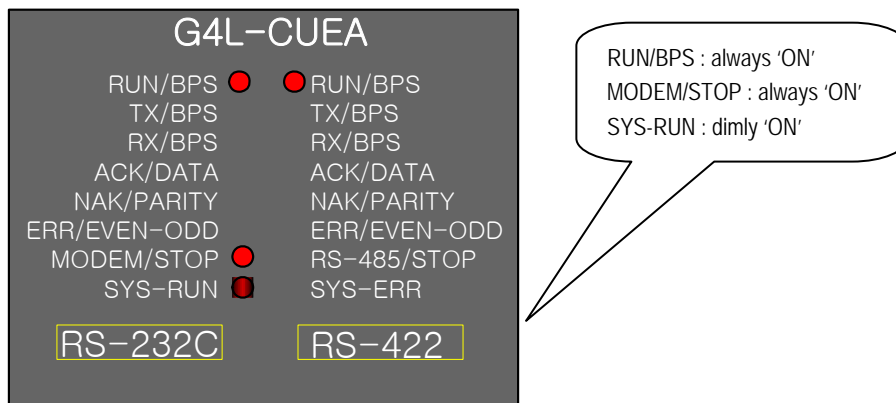 G4L-CUEA
RUN/BPS RUN/BPS
TX/BPS TX/BPS
RX/BPS RX/BPS
ACK/DATA ACK/DATA
NAK/PARITY NAK/PARITY
ERR/EVEN-ODD ERR/EVEN-ODD
MODEM/STOP RS-485/STOP
SYS-RUN SYS-ERR
RS-232C RS-422
RUN/BPS : always ‘ON’
MODEM/STOP : always ‘ON’
SYS-RUN : dimly ‘ON’